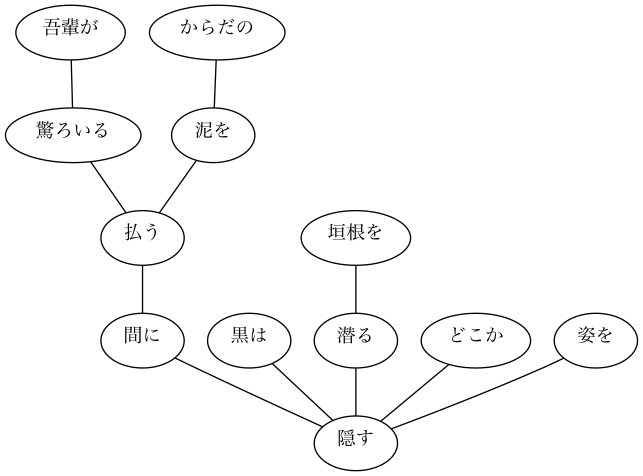 吾輩が
からだの
驚ろいる
泥を
払う
垣根を
間に
黒は
潜る
どこか
姿を
隠す